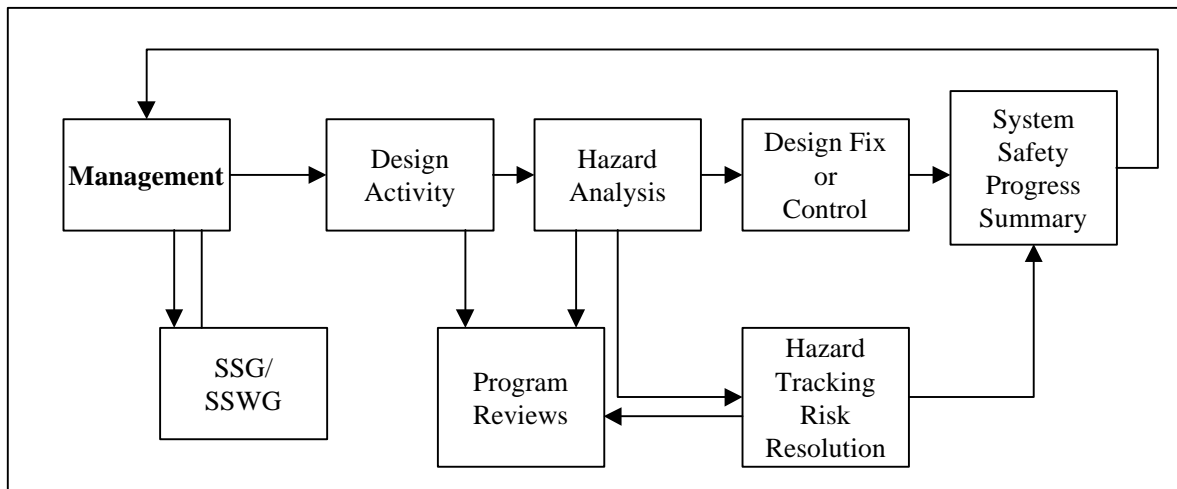 Management
Design
Activity
Hazard
Analysis
Design Fix
or
Control
System
Safety
Progress
Summary
SSG/
SSWG
Program
Reviews
Hazard
Tracking
Risk
Resolution